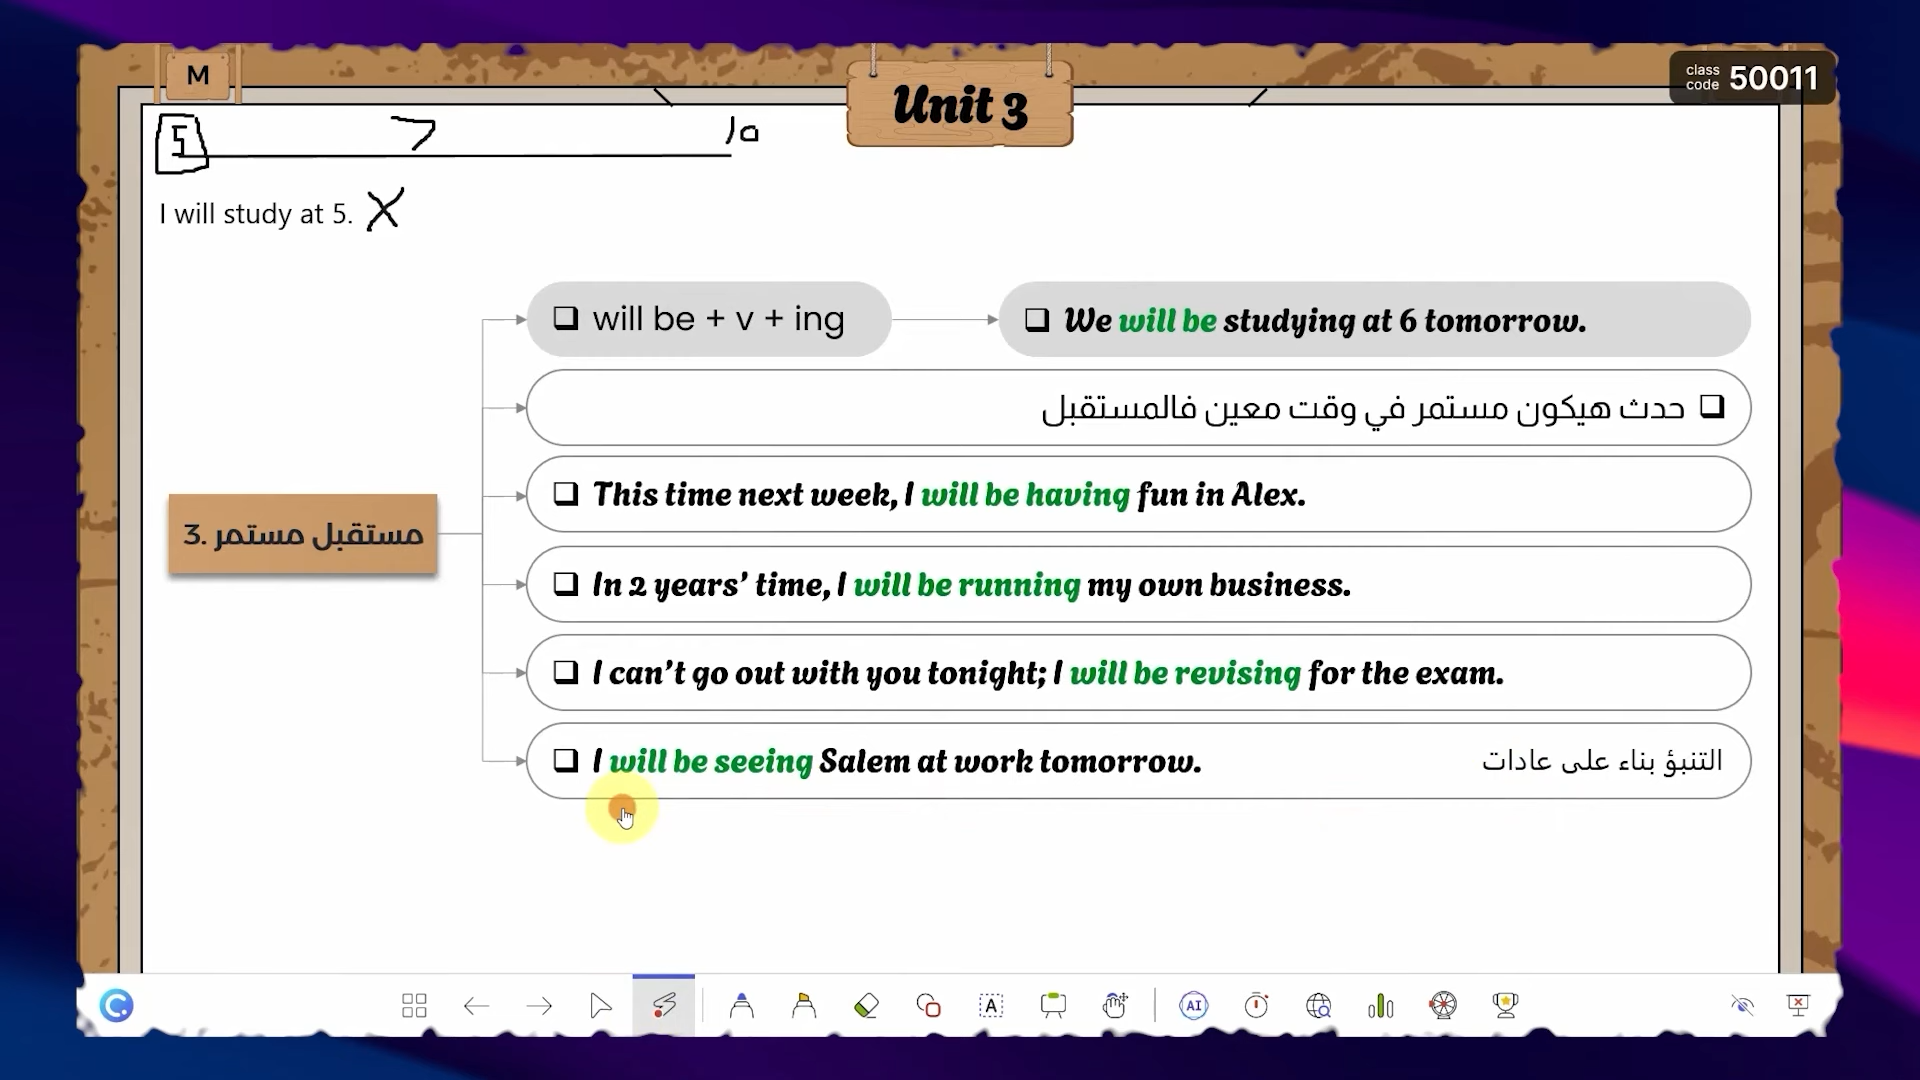 M
Unit 3
class code 50011
5 7 10
I will study at 5. X
will be + v + ing
We will be studying at 6 tomorrow.
حدث هيكون مستمر في وقت معين فالمستقبل
This time next week, I will be having fun in Alex.
3. مستقبل مستمر
In 2 years’ time, I will be running my own business.
I can’t go out with you tonight; I will be revising for the exam.
I will be seeing Salem at work tomorrow.
التنبؤ بناء على عادات
A
AI